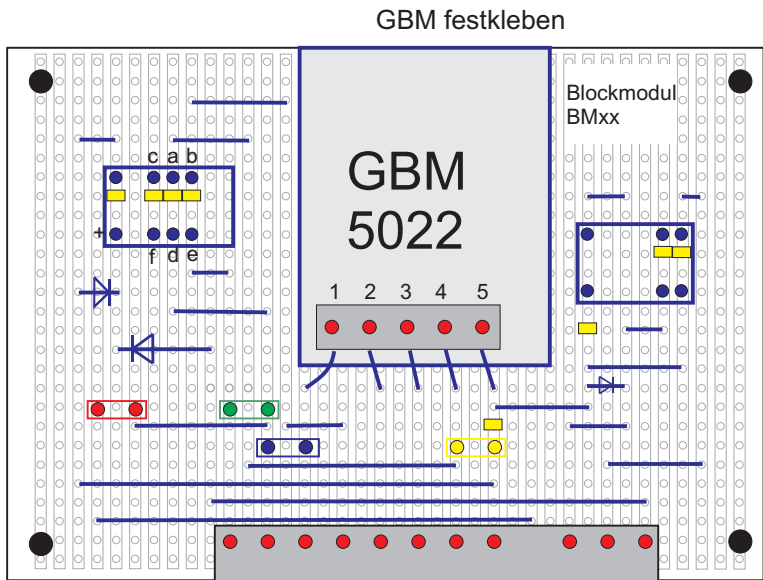 GBM festkleben
Blockmodul
BMxx
c a b
+
f d e
GBM
5022
1 2 3 4 5